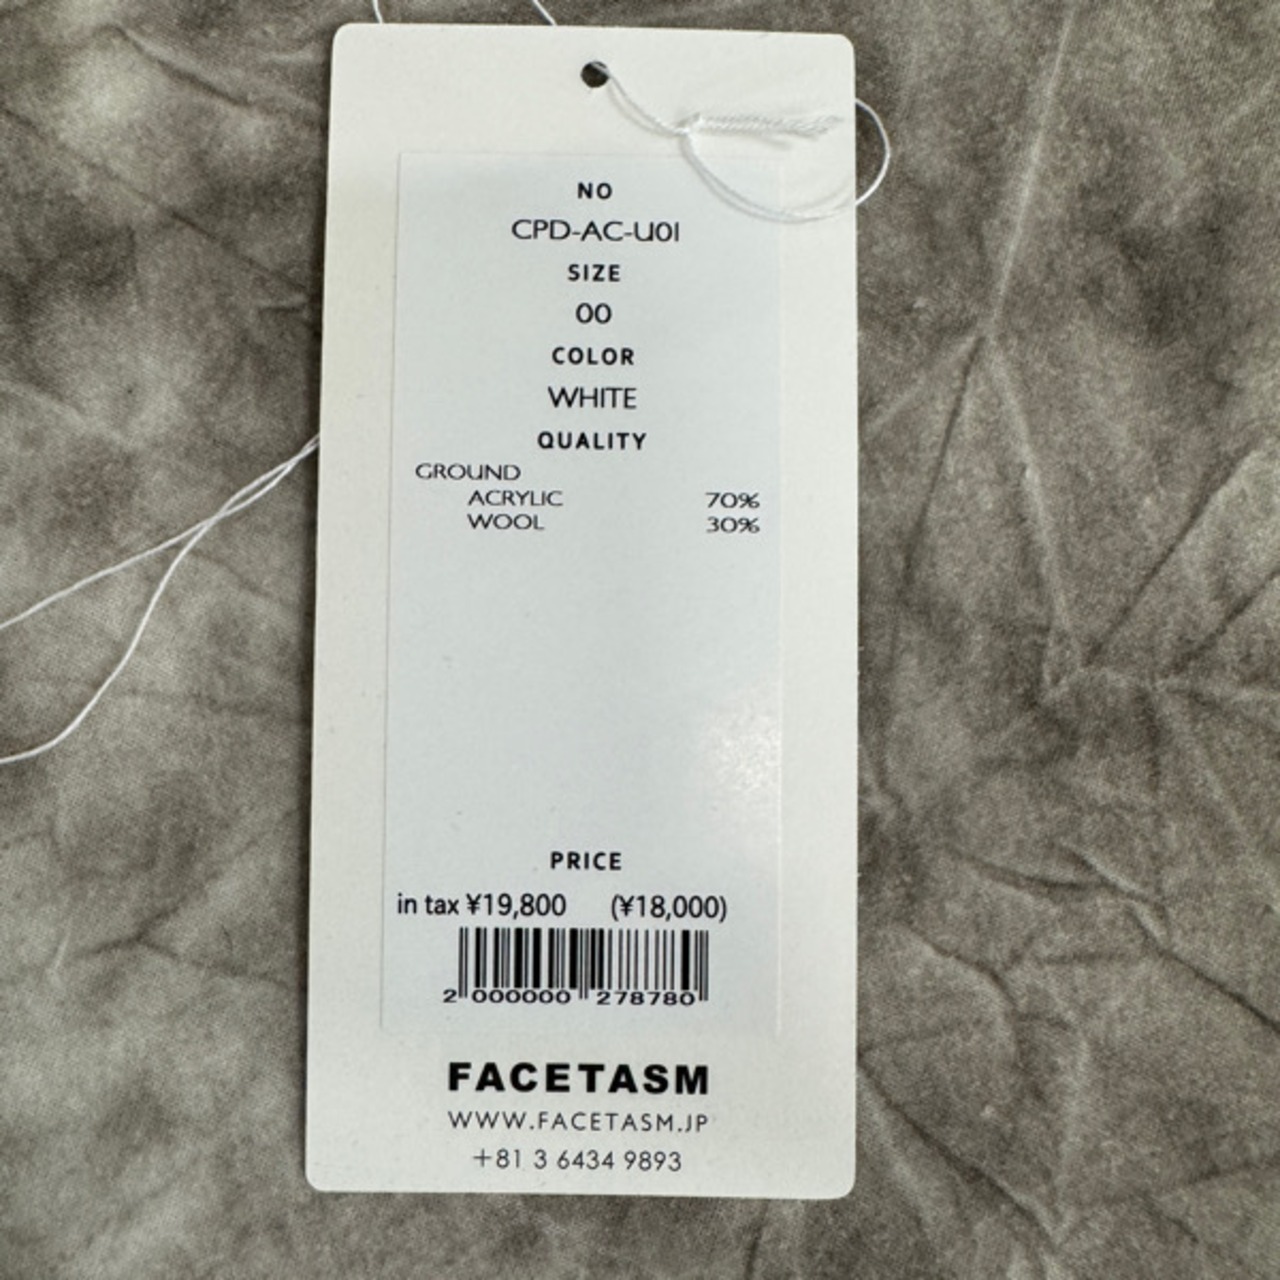 NO
CPD-AC-U01
SIZE
00
COLOR
WHITE
QUALITY
GROUND
ACRYLIC 70%
WOOL 30%
PRICE
in tax ¥19,800 (¥18,000)
2 000000 278780
FACETASM
WWW.FACETASM.JP
+81 3 6434 9893